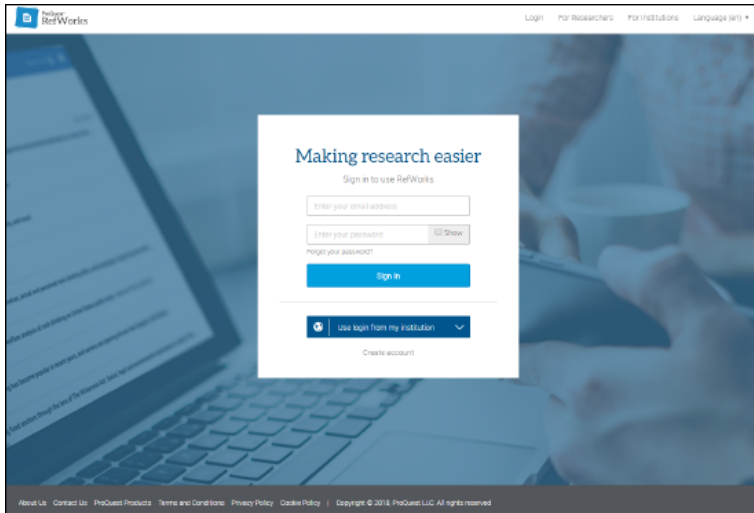 ProQuest
RefWorks
Login For Researchers For Institutions Language (en)
Making research easier
Sign in to use RefWorks
Enter your email address
Enter your password Show
Forgot your password?
Sign in
Use login from my institution
Create account
About Us Contact Us ProQuest Products Terms and Conditions Privacy Policy Cookie Policy | Copyright © 2018, ProQuest LLC. All rights reserved